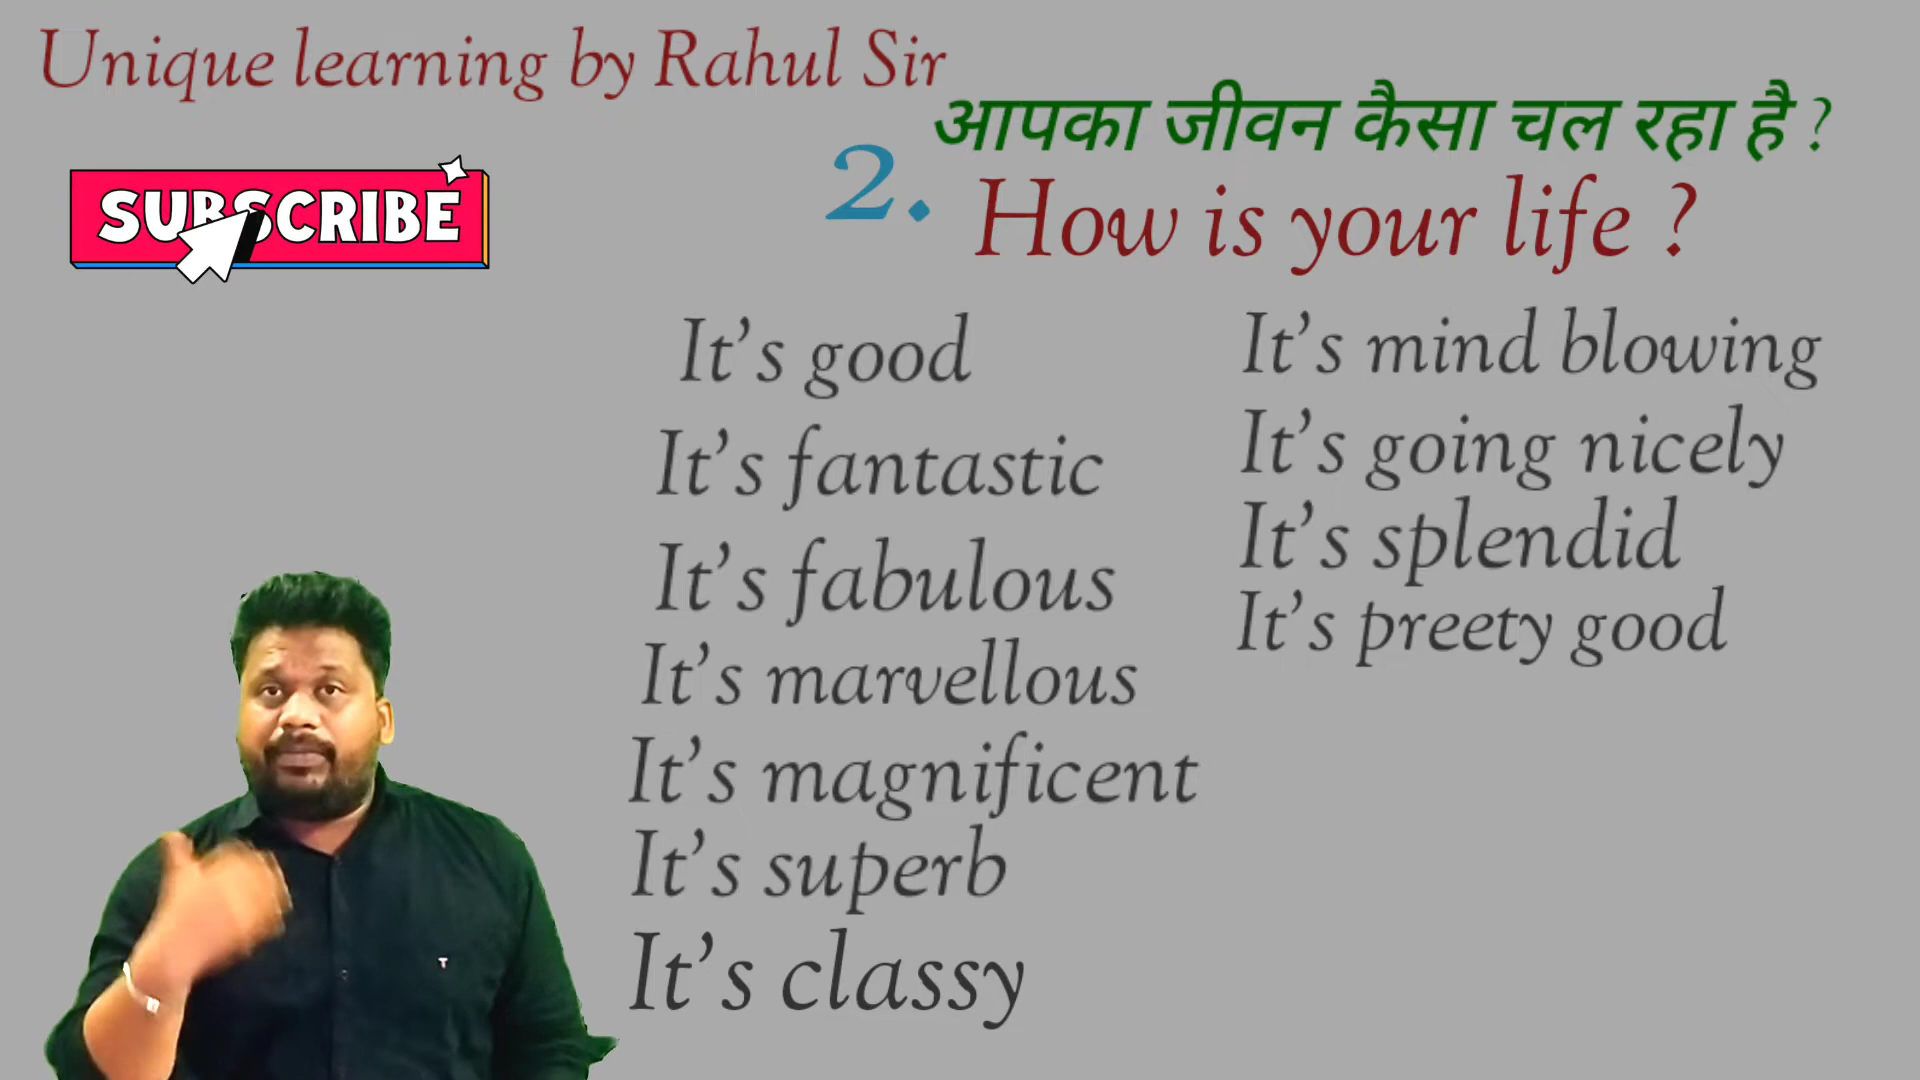 Unique learning by Rahul Sir
SUBSCRIBE
आपका जीवन कैसा चल रहा है ?
2. How is your life ?
It's good
It's fantastic
It's fabulous
It's marvellous
It's magnificent
It's superb
It's classy
It's mind blowing
It's going nicely
It's splendid
It's preety good
T